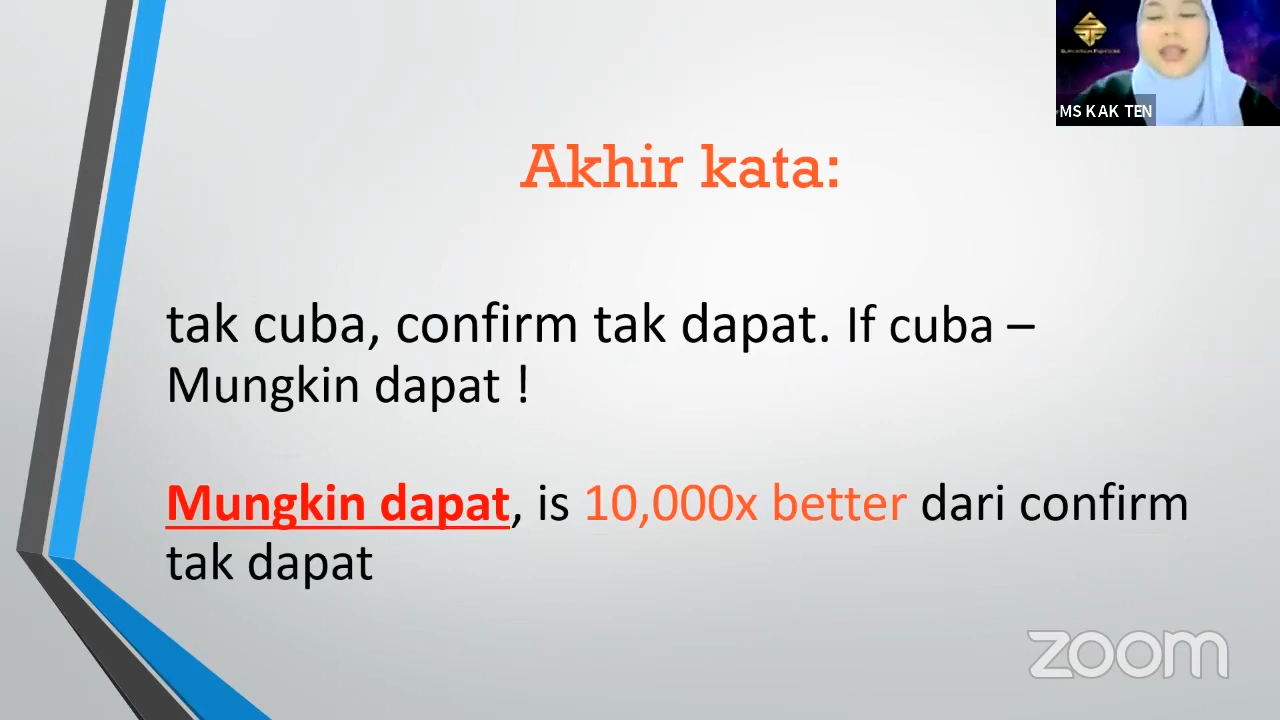 MS KAK TEN
Akhir kata:
tak cuba, confirm tak dapat. If cuba –
Mungkin dapat !
Mungkin dapat, is 10,000x better dari confirm
tak dapat
zoom